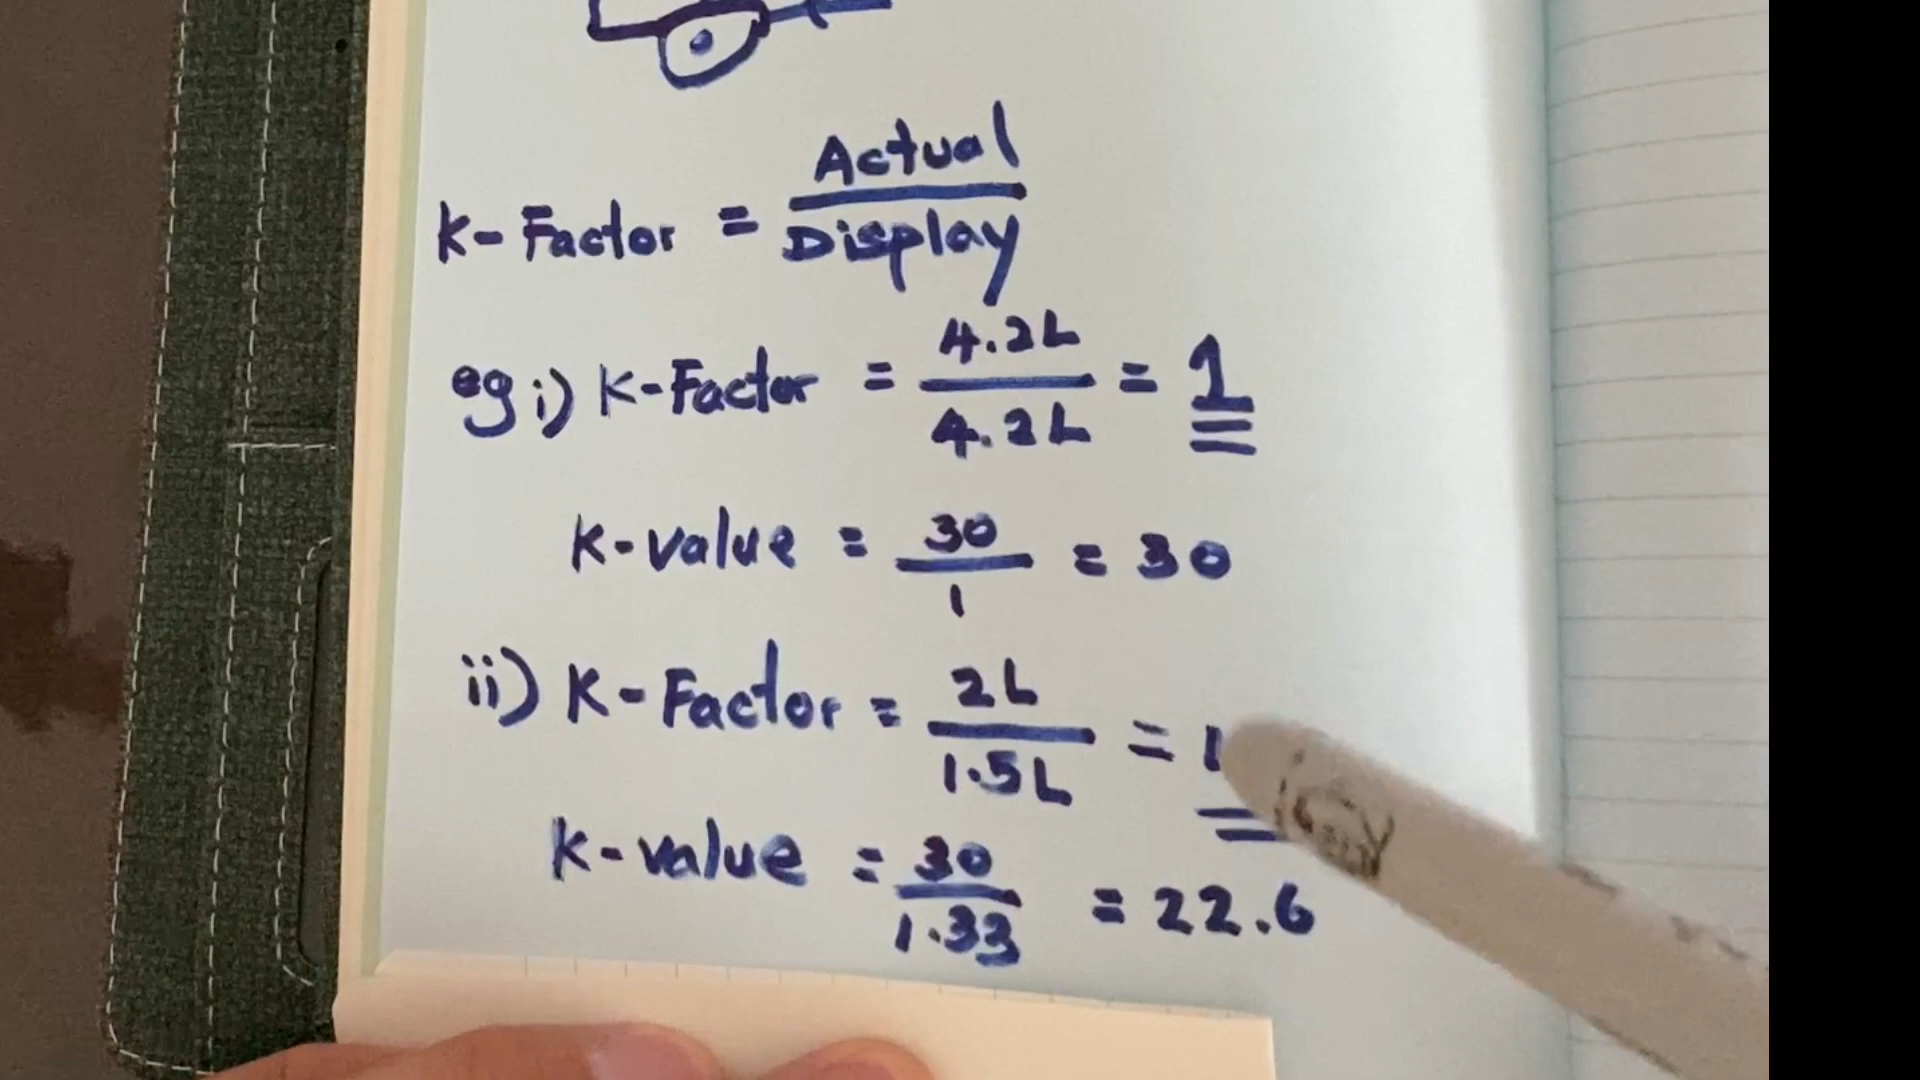 K-Factor = Actual / Display
eg i) K-Factor = 4.2L / 4.2L = 1
K-value = 30 / 1 = 30
ii) K-Factor = 2L / 1.5L = 1
K-value = 30 / 1.33 = 22.6